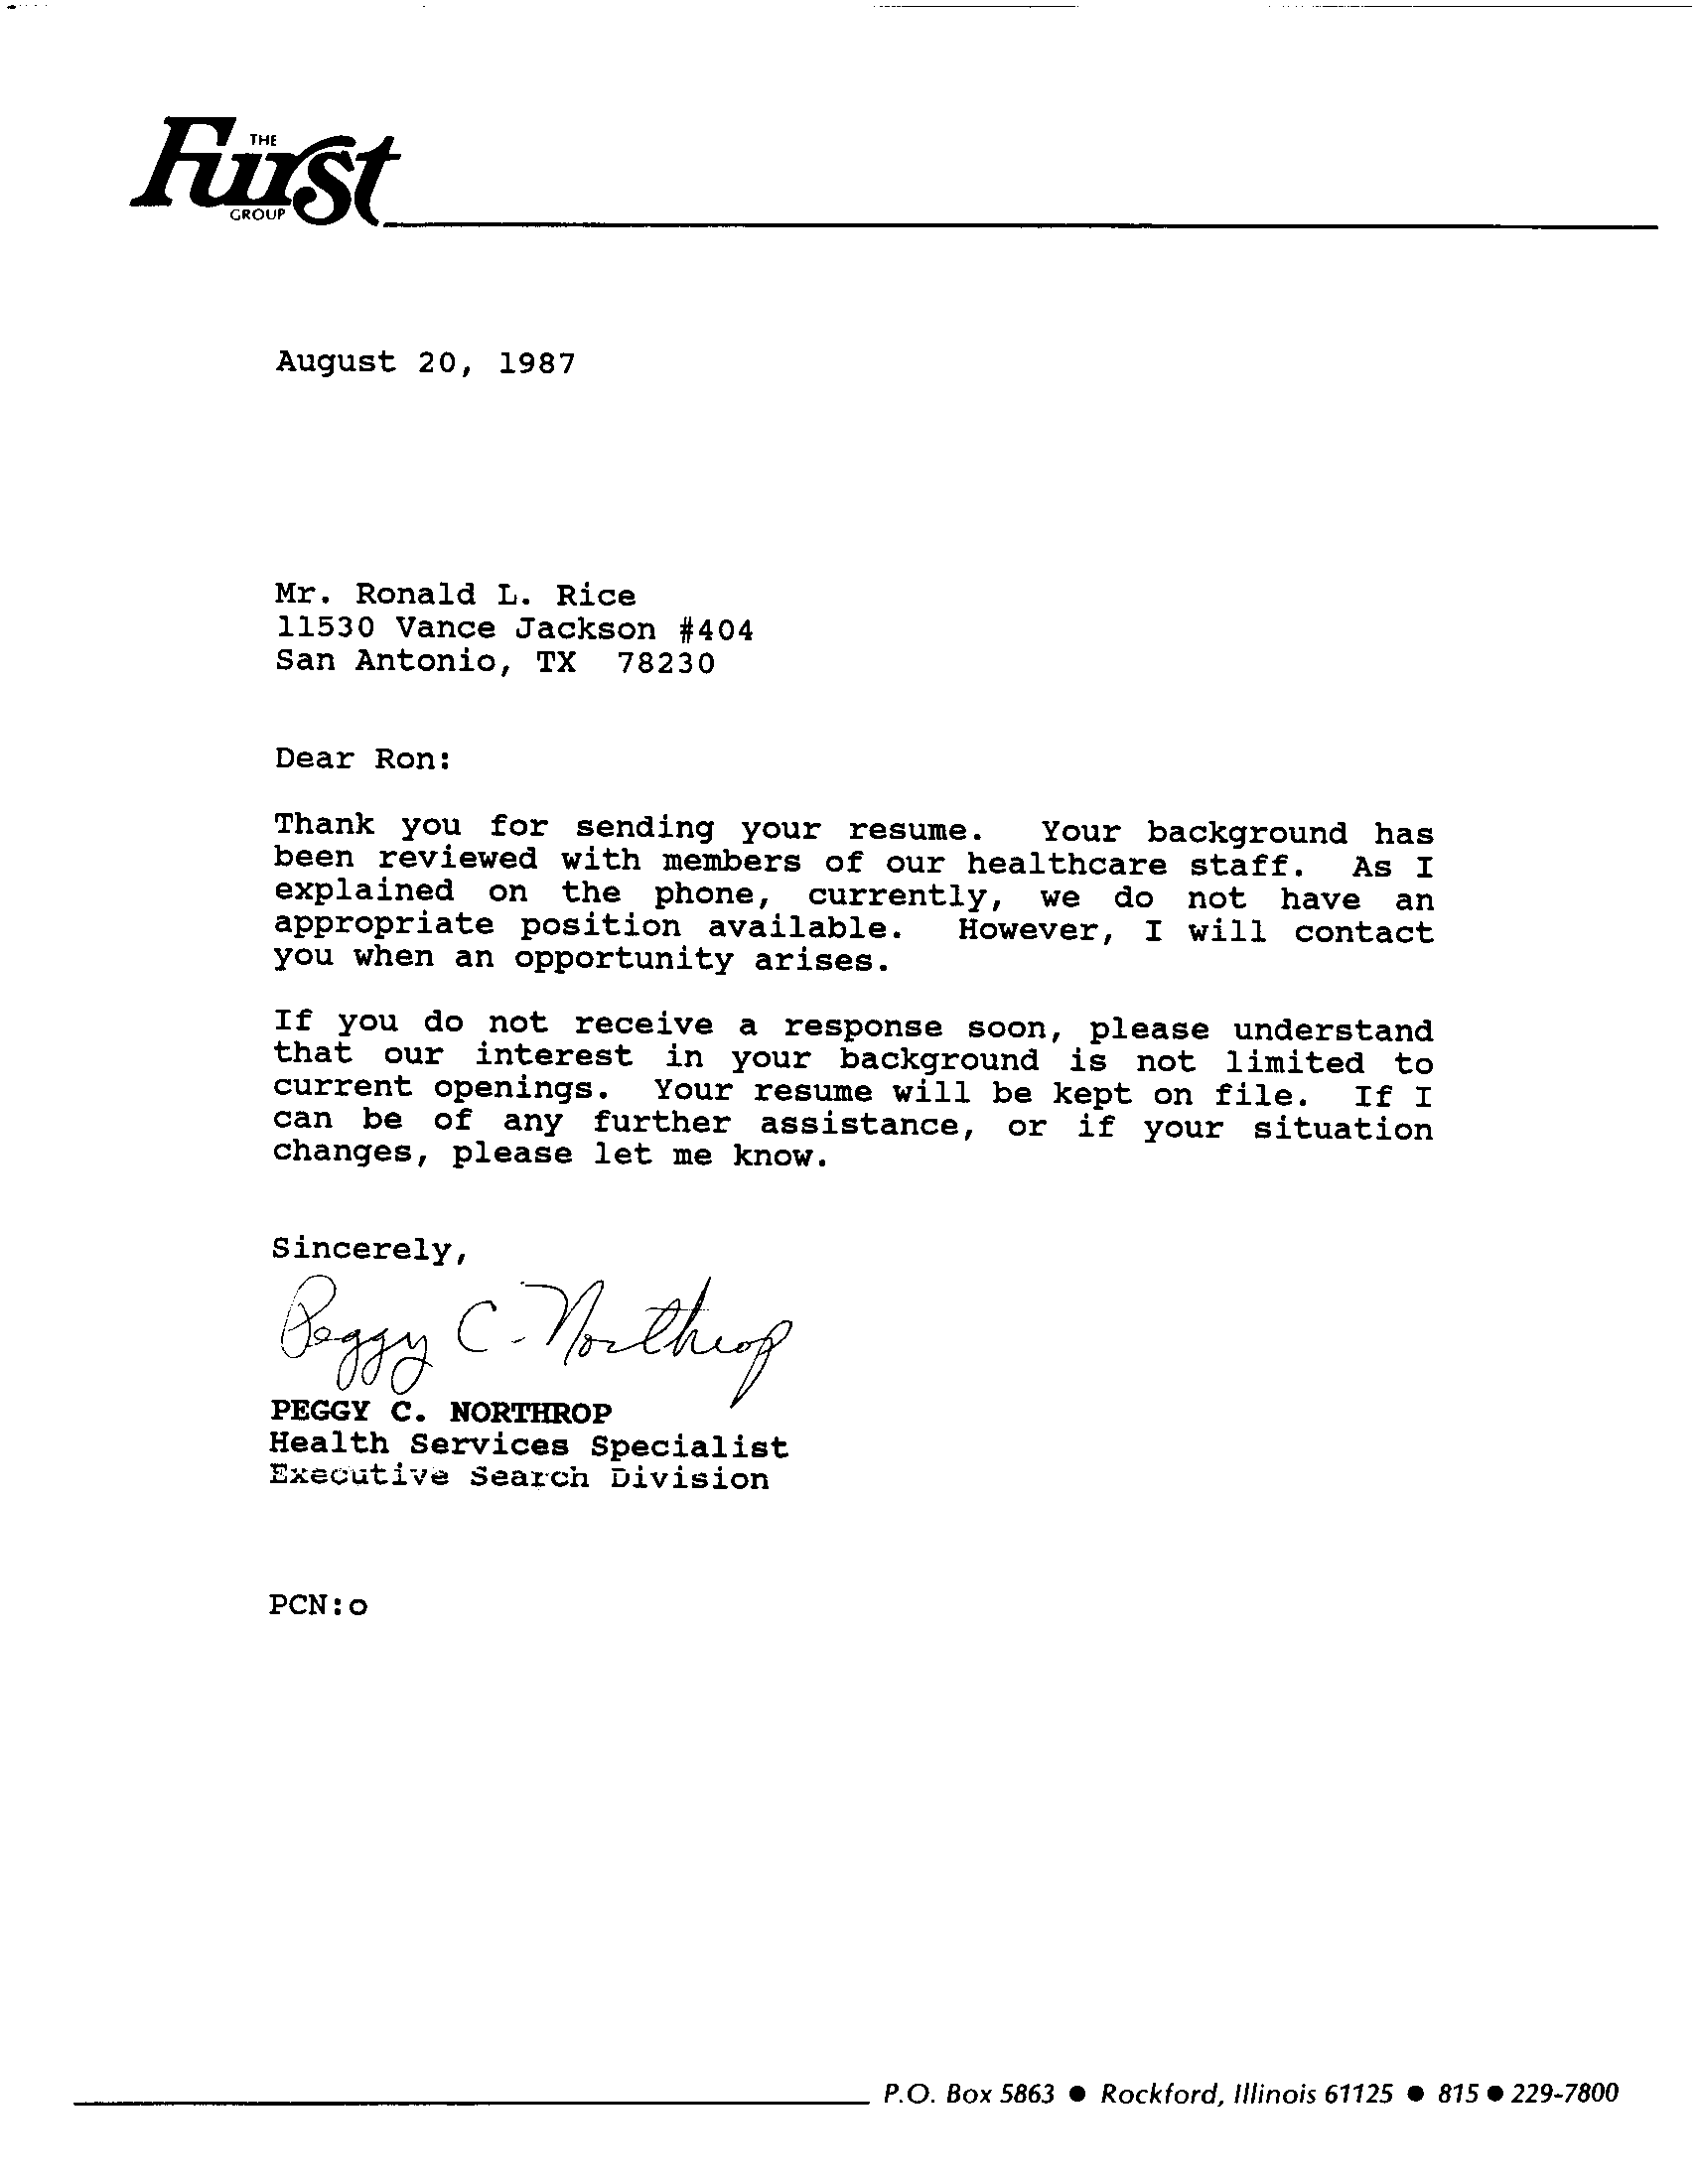 THE
Furst
GROUP
August 20, 1987
Mr. Ronald L. Rice
11530 Vance Jackson #404
San Antonio, TX  78230
Dear Ron:
Thank you for sending your resume.  Your background has
been reviewed with members of our healthcare staff.  As I
explained on the phone, currently, we do not have an
appropriate position available.  However, I will contact
you when an opportunity arises.
If you do not receive a response soon, please understand
that our interest in your background is not limited to
current openings.  Your resume will be kept on file.  If I
can be of any further assistance, or if your situation
changes, please let me know.
Sincerely,
Peggy C. Northrop
PEGGY C. NORTHROP
Health Services Specialist
Executive Search Division
PCN:o
P.O. Box 5863 ● Rockford, Illinois 61125 ● 815 ● 229-7800